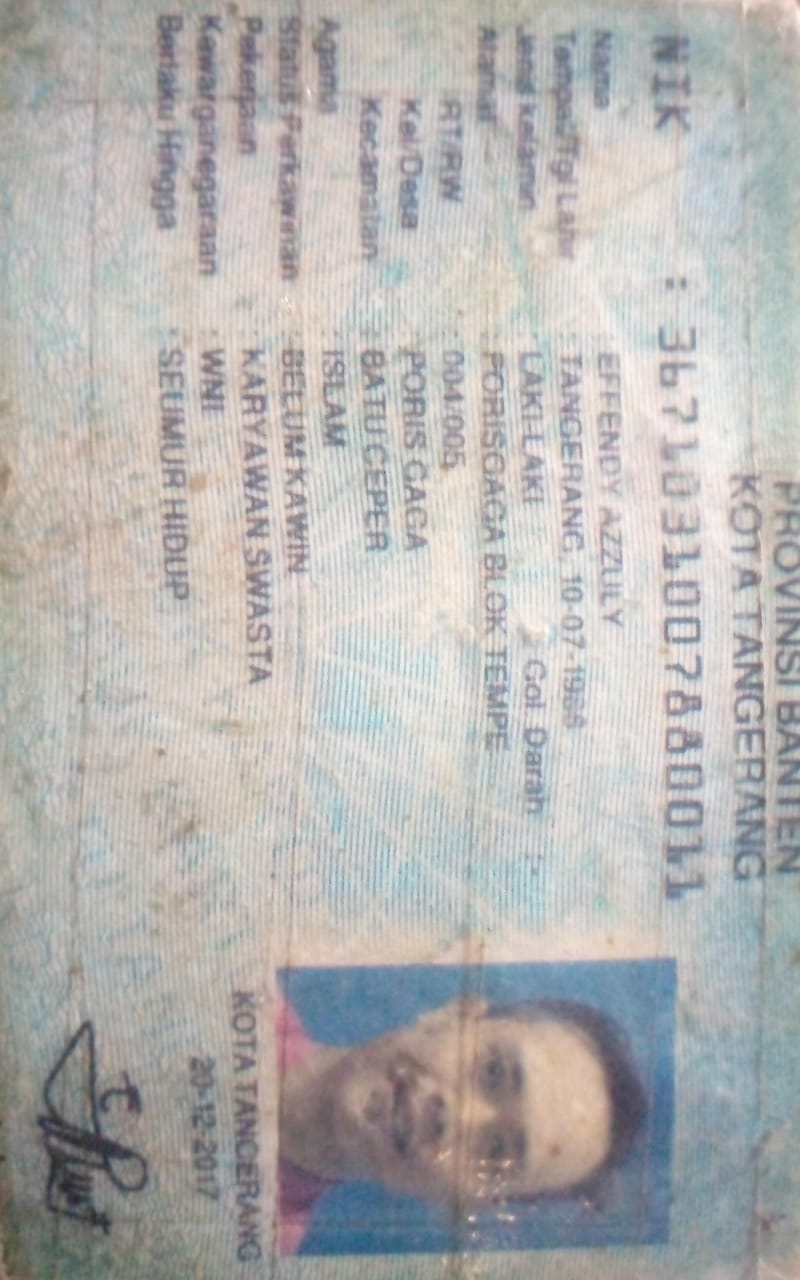 PROVINSI BANTEN
KOTA TANGERANG
NIK : 3671031007880011
Nama : EFFENDY AZZULY
Tempat/Tgl Lahir : TANGERANG, 10-07-1988
Jenis kelamin : LAKI-LAKI Gol. Darah : -
Alamat : PORISGAGA BLOK TEMPE
RT/RW : 004/005
Kel/Desa : PORIS GAGA
Kecamatan : BATU CEPER
Agama : ISLAM
Status Perkawinan : BELUM KAWIN
Pekerjaan : KARYAWAN SWASTA
Kewarganegaraan : WNI
Berlaku Hingga : SEUMUR HIDUP
KOTA TANGERANG
20-12-2017